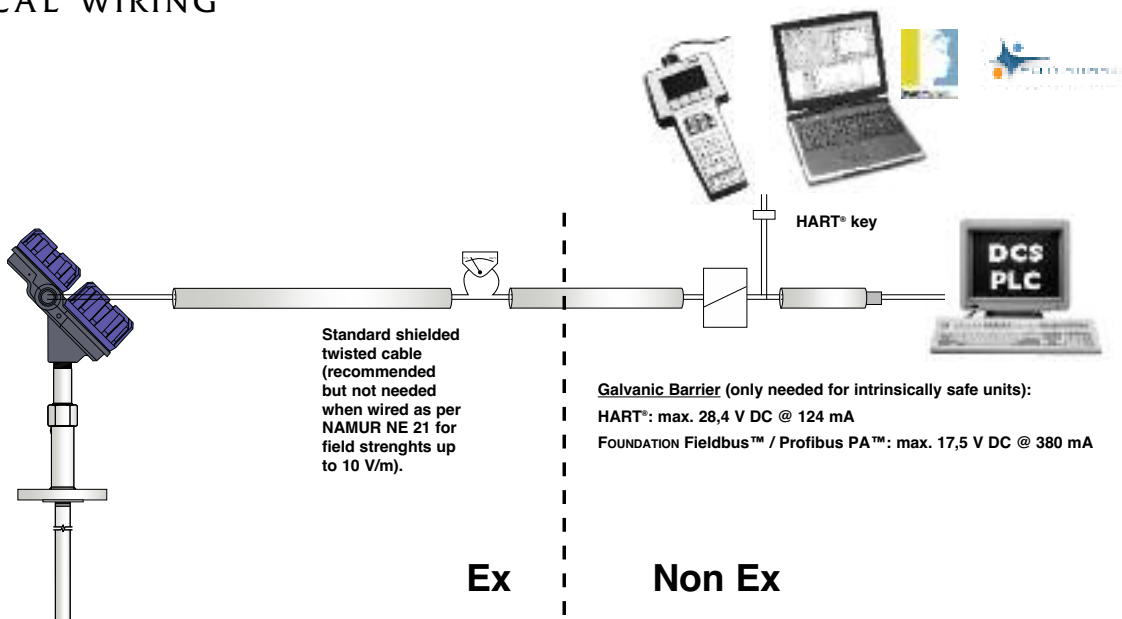 CAL WIRING
HART® key
DCS
PLC
Standard shielded
twisted cable
(recommended
but not needed
when wired as per
NAMUR NE 21 for
field strenghts up
to 10 V/m).
Galvanic Barrier (only needed for intrinsically safe units):
HART®: max. 28,4 V DC @ 124 mA
FOUNDATION Fieldbus™ / Profibus PA™: max. 17,5 V DC @ 380 mA
Ex
Non Ex